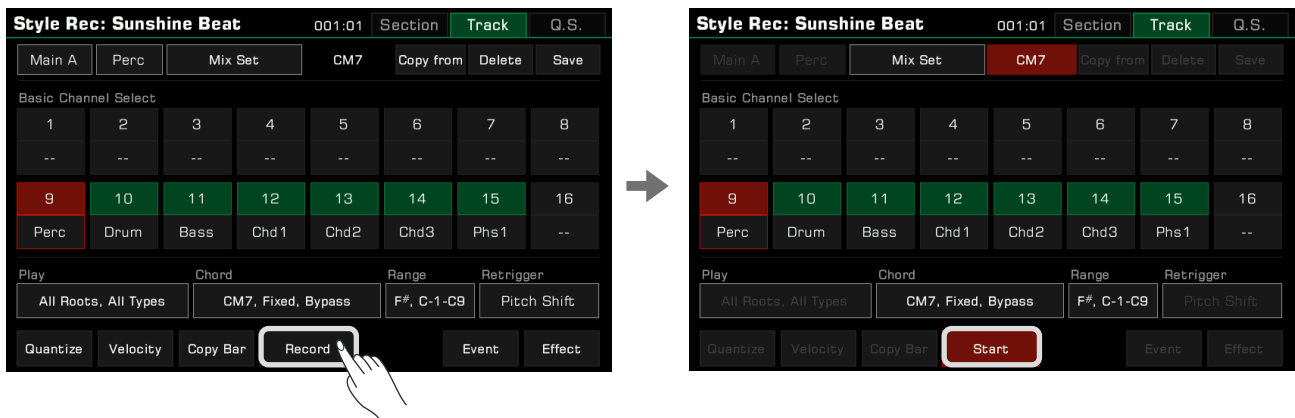 Style Rec: Sunshine Beat 001:01 Section Track Q.S.
Main A Perc Mix Set CM7 Copy from Delete Save
Basic Channel Select
1 2 3 4 5 6 7 8
-- -- -- -- -- -- -- --
9 10 11 12 13 14 15 16
Perc Drum Bass Chd1 Chd2 Chd3 Phs1 --
Play Chord Range Retrigger
All Roots, All Types CM7, Fixed, Bypass F#, C-1-C9 Pitch Shift
Quantize Velocity Copy Bar Record Event Effect
Style Rec: Sunshine Beat 001:01 Section Track Q.S.
Main A Perc Mix Set CM7 Copy from Delete Save
Basic Channel Select
1 2 3 4 5 6 7 8
-- -- -- -- -- -- -- --
9 10 11 12 13 14 15 16
Perc Drum Bass Chd1 Chd2 Chd3 Phs1 --
Play Chord Range Retrigger
All Roots, All Types CM7, Fixed, Bypass F#, C-1-C9 Pitch Shift
Quantize Velocity Copy Bar Start Event Effect